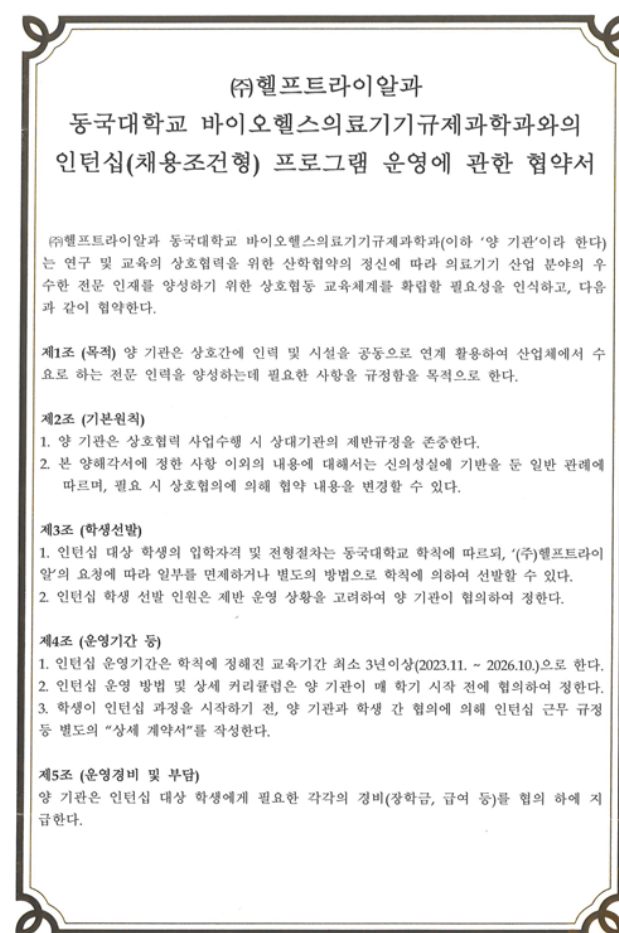 ㈜헬프트라이알과
동국대학교 바이오헬스의료기기규제과학과와의
인턴십(채용조건형) 프로그램 운영에 관한 협약서
㈜헬프트라이알과 동국대학교 바이오헬스의료기기규제과학과(이하 '양 기관'이라 한다)
는 연구 및 교육의 상호협력을 위한 산학협약의 정신에 따라 의료기기 산업 분야의 우
수한 전문 인재를 양성하기 위한 상호협동 교육체계를 확립할 필요성을 인식하고, 다음
과 같이 협약한다.
제1조 (목적) 양 기관은 상호간에 인력 및 시설을 공동으로 연계 활용하여 산업체에서 수
요로 하는 전문 인력을 양성하는데 필요한 사항을 규정함을 목적으로 한다.
제2조 (기본원칙)
1. 양 기관은 상호협력 사업수행 시 상대기관의 제반규정을 존중한다.
2. 본 양해각서에 정한 사항 이외의 내용에 대해서는 신의성실에 기반을 둔 일반 관례에
따르며, 필요 시 상호협의에 의해 협약 내용을 변경할 수 있다.
제3조 (학생선발)
1. 인턴십 대상 학생의 입학자격 및 전형절차는 동국대학교 학칙에 따르되, '(주)헬프트라이
알'의 요청에 따라 일부를 면제하거나 별도의 방법으로 학칙에 의하여 선발할 수 있다.
2. 인턴십 학생 선발 인원은 제반 운영 상황을 고려하여 양 기관이 협의하여 정한다.
제4조 (운영기간 등)
1. 인턴십 운영기간은 학칙에 정해진 교육기간 최소 3년이상(2023.11. ~ 2026.10.)으로 한다.
2. 인턴십 운영 방법 및 상세 커리큘럼은 양 기관이 매 학기 시작 전에 협의하여 정한다.
3. 학생이 인턴십 과정을 시작하기 전, 양 기관과 학생 간 협의에 의해 인턴십 근무 규정
등 별도의 "상세 계약서"를 작성한다.
제5조 (운영경비 및 부담)
양 기관은 인턴십 대상 학생에게 필요한 각각의 경비(장학금, 급여 등)를 협의 하에 지
급한다.